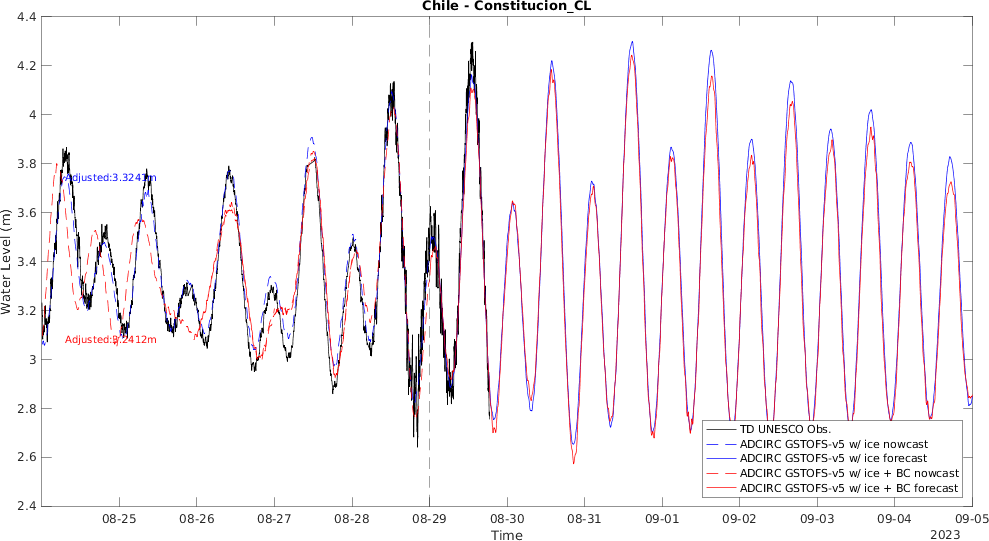 Chile - Constitucion_CL
4.4
4.2
4
3.8
3.6
3.4
3.2
3
2.8
2.6
2.4
Water Level (m)
Adjusted:3.3241m
Adjusted:3.2412m
TD UNESCO Obs.
ADCIRC GSTOFS-v5 w/ ice nowcast
ADCIRC GSTOFS-v5 w/ ice forecast
ADCIRC GSTOFS-v5 w/ ice + BC nowcast
ADCIRC GSTOFS-v5 w/ ice + BC forecast
08-25 08-26 08-27 08-28 08-29 08-30 08-31 09-01 09-02 09-03 09-04 09-05
Time
2023